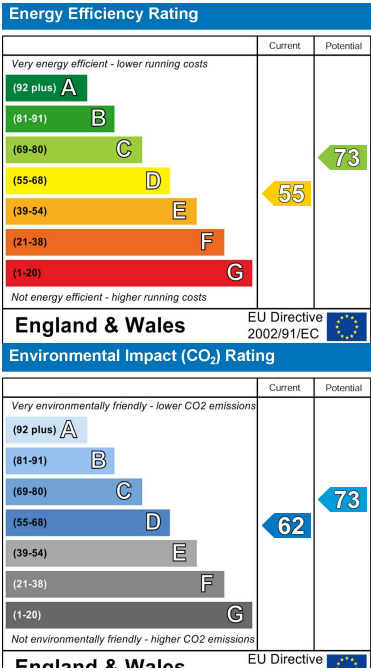 Energy Efficiency Rating
Current Potential
Very energy efficient - lower running costs
(92 plus) A
(81-91) B
(69-80) C
73
(55-68) D
55
(39-54) E
(21-38) F
(1-20) G
Not energy efficient - higher running costs
England & Wales
EU Directive
2002/91/EC
Environmental Impact (CO₂) Rating
Current Potential
Very environmentally friendly - lower CO2 emissions
(92 plus) A
(81-91) B
(69-80) C
73
(55-68) D
62
(39-54) E
(21-38) F
(1-20) G
Not environmentally friendly - higher CO2 emissions
England & Wales
EU Directive